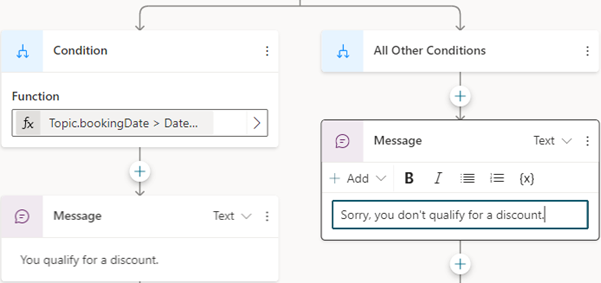 Condition
Function
fx Topic.bookingDate > Date...
Message
Text
You qualify for a discount.
All Other Conditions
Message
Text
Add B I {x}
Sorry, you don't qualify for a discount.